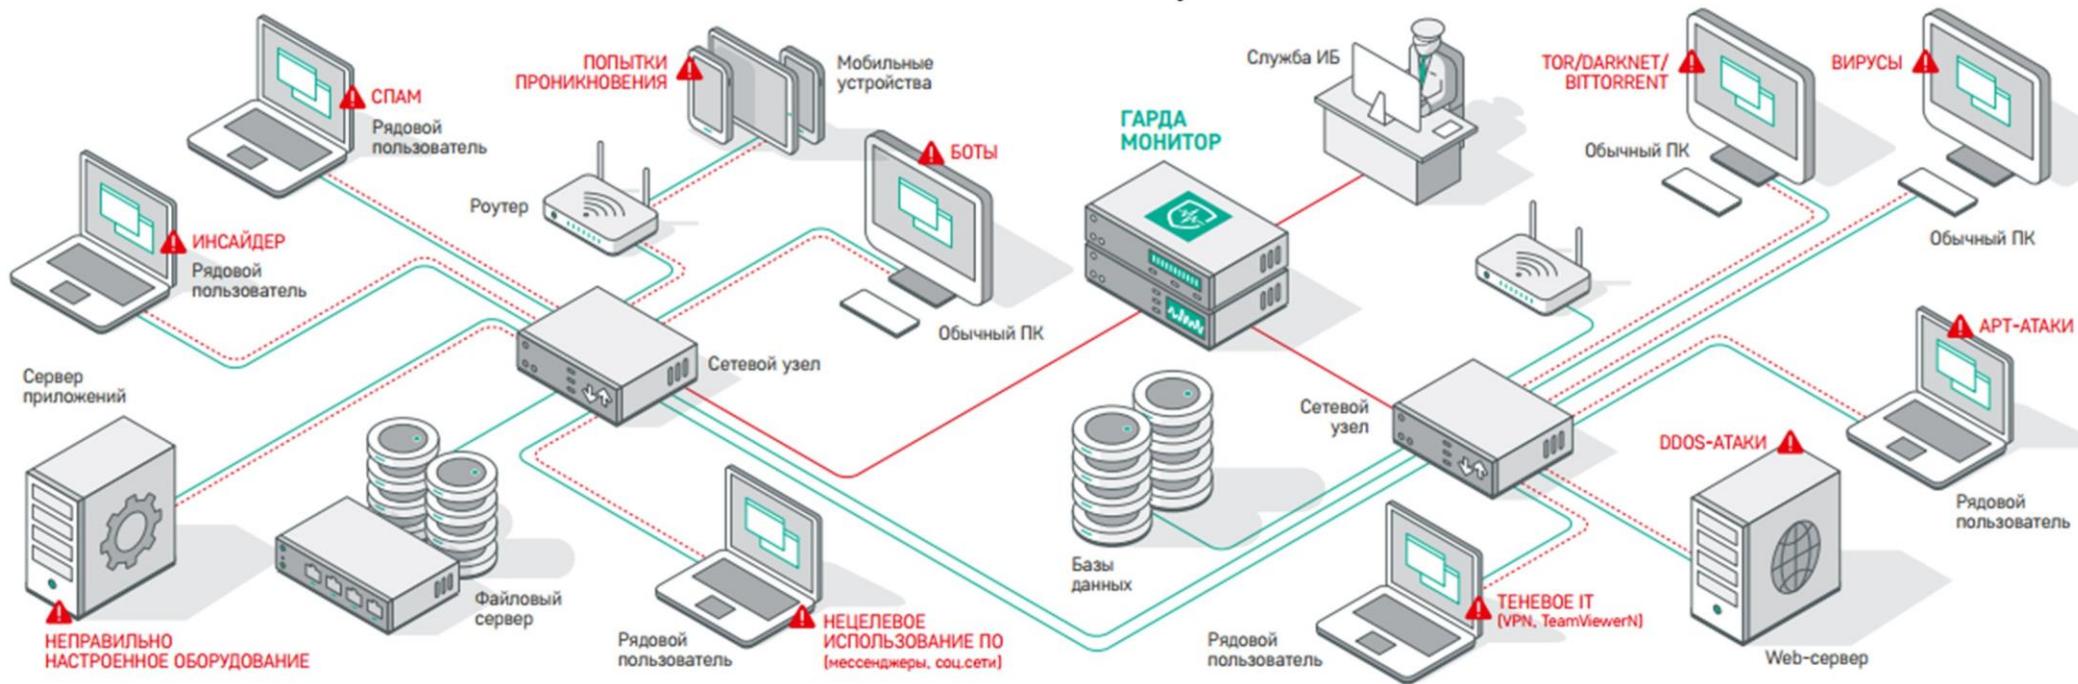 СПАМ
Рядовой
пользователь
ПОПЫТКИ
ПРОНИКНОВЕНИЯ
Мобильные
устройства
Роутер
БОТЫ
Обычный ПК
ИНСАЙДЕР
Рядовой
пользователь
Сервер
приложений
НЕПРАВИЛЬНО
НАСТРОЕННОЕ ОБОРУДОВАНИЕ
Файловый
сервер
Сетевой узел
Рядовой
пользователь
НЕЦЕЛЕВОЕ
ИСПОЛЬЗОВАНИЕ ПО
(мессенджеры, соц.сети)
ГАРДА
МОНИТОР
Служба ИБ
TOR/DARKNET/
BITTORRENT
Обычный ПК
ВИРУСЫ
Обычный ПК
APT-АТАКИ
Рядовой
пользователь
Сетевой
узел
DDOS-АТАКИ
Базы
данных
Рядовой
пользователь
ТЕНЕВОЕ IT
(VPN, TeamViewerN)
Web-сервер